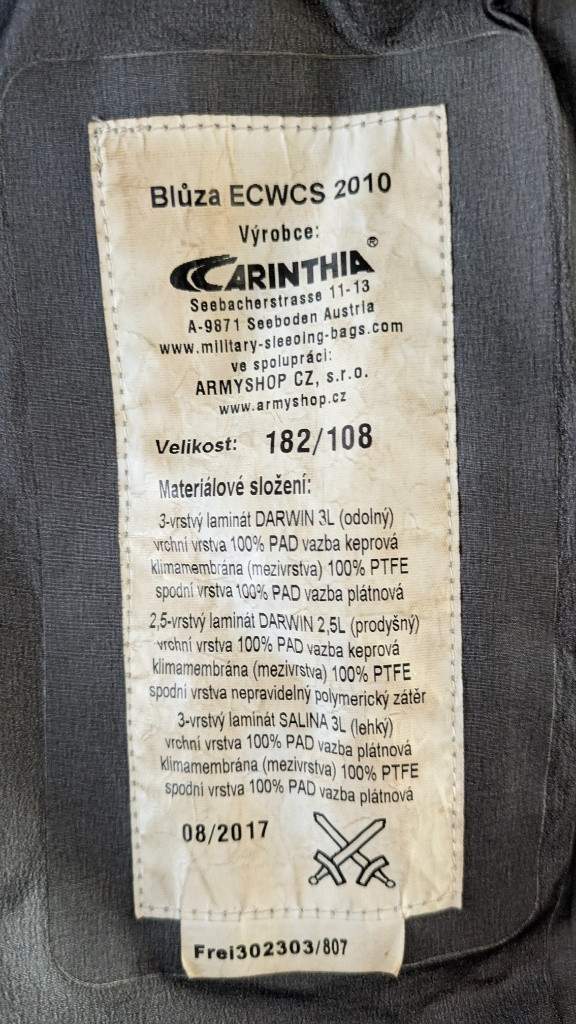 Blůza ECWCS 2010
Výrobce:
CARINTHIA®
Seebacherstrasse 11-13
A-9871 Seeboden Austria
www.military-sleeping-bags.com
ve spolupráci:
ARMYSHOP CZ, s.r.o.
www.armyshop.cz
Velikost: 182/108
Materiálové složení:
3-vrstvý laminát DARWIN 3L (odolný)
vrchní vrstva 100% PAD vazba keprová
klimamembrána (mezivrstva) 100% PTFE
spodní vrstva 100% PAD vazba plátnová
2,5-vrstvý laminát DARWIN 2,5L (prodyšný)
vrchní vrstva 100% PAD vazba keprová
klimamembrána (mezivrstva) 100% PTFE
spodní vrstva nepravidelný polymerický zátěr
3-vrstvý laminát SALINA 3L (lehký)
vrchní vrstva 100% PAD vazba plátnová
klimamembrána (mezivrstva) 100% PTFE
spodní vrstva 100% PAD vazba plátnová
08/2017
Frei302303/807